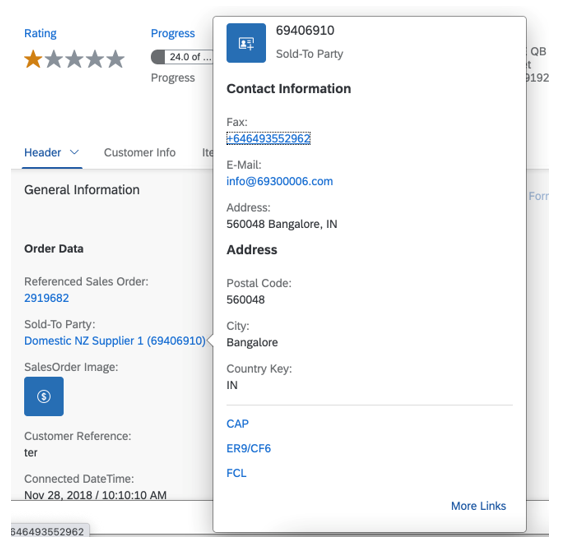 Rating
Progress
24.0 of ...
Progress
QB
9192
Header
Customer Info
General Information
Order Data
Referenced Sales Order:
2919682
Sold-To Party:
Domestic NZ Supplier 1 (69406910)
SalesOrder Image:
Customer Reference:
ter
Connected DateTime:
Nov 28, 2018 / 10:10:10 AM
646493552962
69406910
Sold-To Party
Contact Information
Fax:
+646493552962
E-Mail:
info@69300006.com
Address:
560048 Bangalore, IN
Address
Postal Code:
560048
City:
Bangalore
Country Key:
IN
CAP
ER9/CF6
FCL
More Links